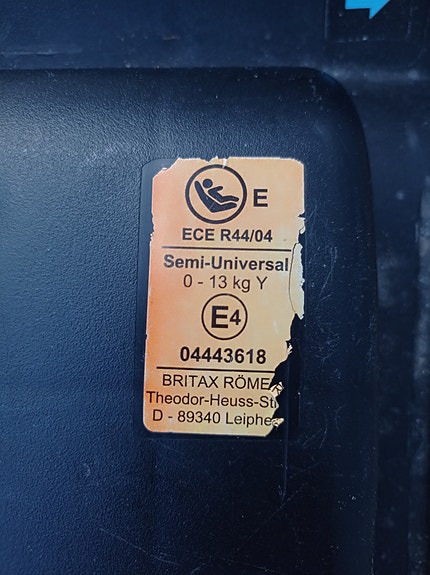 E
ECE R44/04
Semi-Universal
0 - 13 kg Y
E4
04443618
BRITAX RÖME
Theodor-Heuss-St
D - 89340 Leiphe